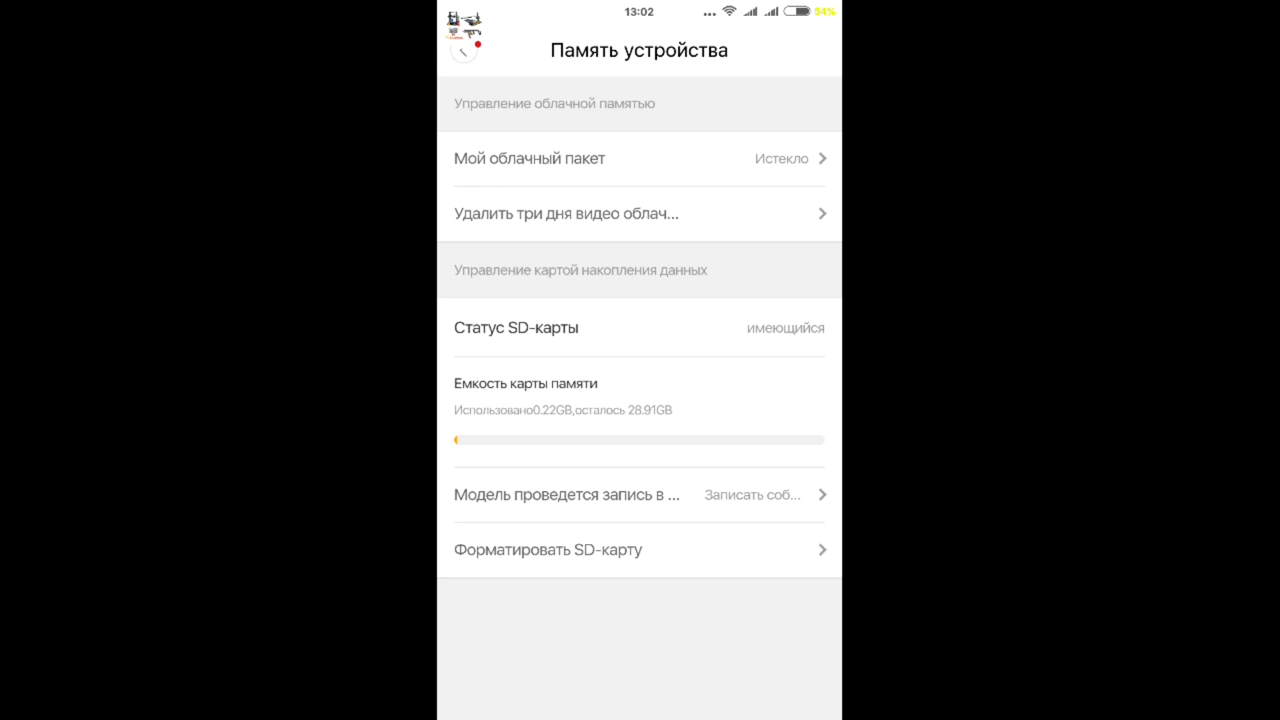 13:02
54%
Память устройства
Управление облачной памятью
Мой облачный пакет Истекло
Удалить три дня видео облач...
Управление картой накопления данных
Статус SD-карты имеющийся
Емкость карты памяти
Использовано0.22GB,осталось 28.91GB
Модель проведется запись в ... Записать соб...
Форматировать SD-карту